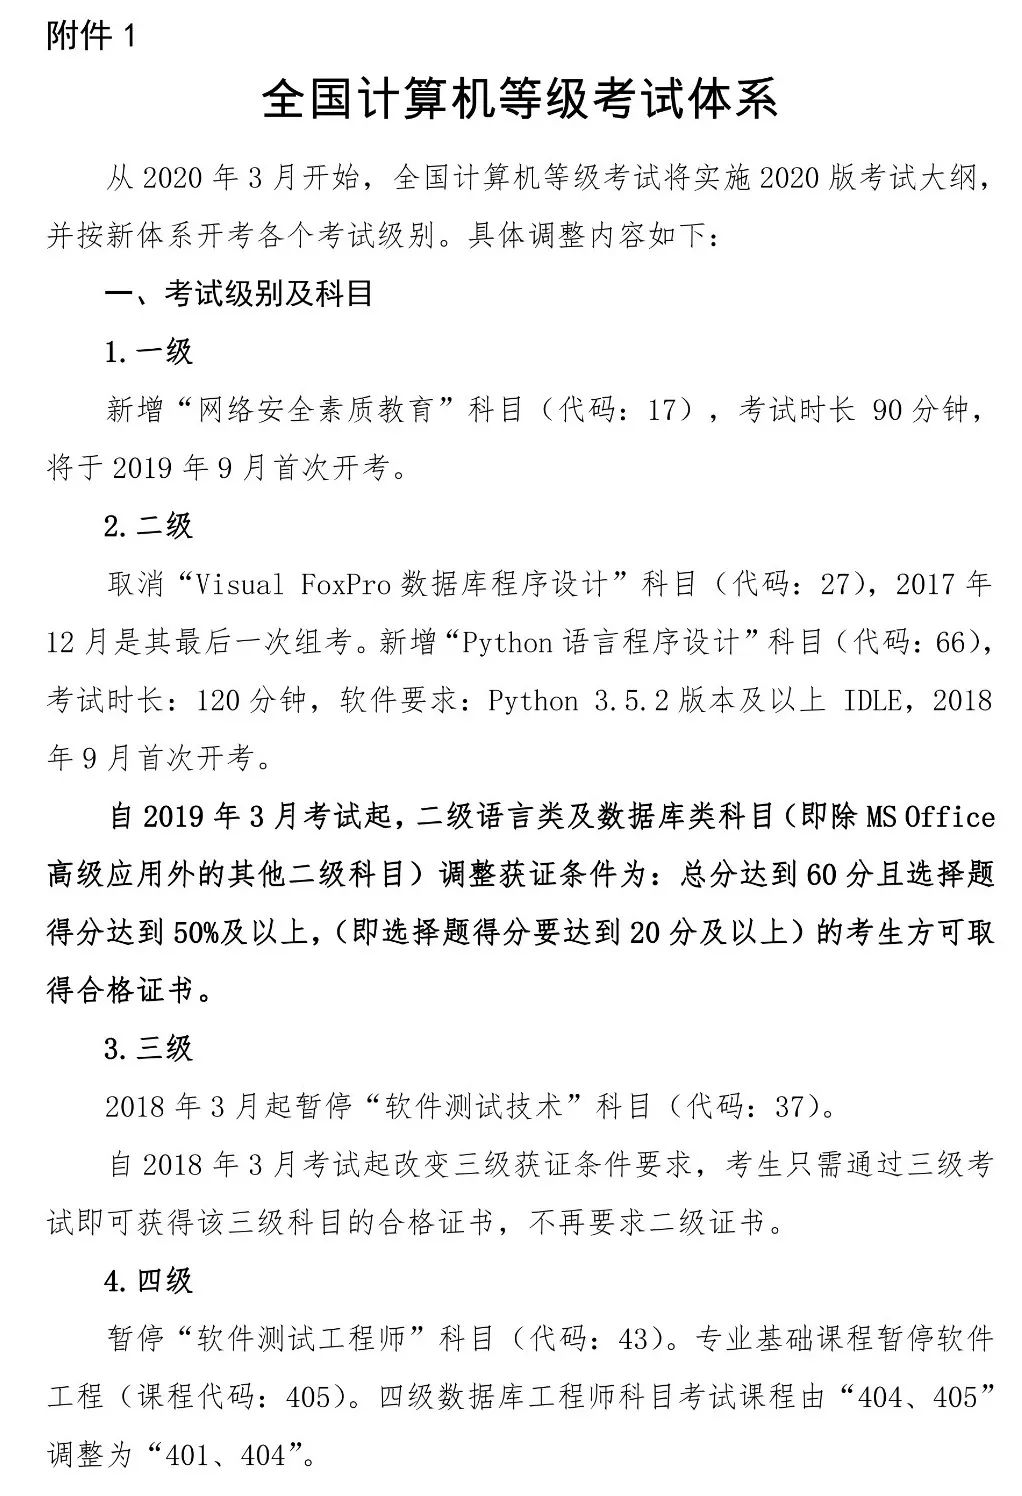 附件 1
全国计算机等级考试体系
从 2020 年 3 月开始，全国计算机等级考试将实施 2020 版考试大纲，
并按新体系开考各个考试级别。具体调整内容如下：
一、考试级别及科目
1.一级
新增“网络安全素质教育”科目（代码：17），考试时长 90 分钟，
将于 2019 年 9 月首次开考。
2.二级
取消“Visual FoxPro 数据库程序设计”科目（代码：27），2017 年
12 月是其最后一次组考。新增“Python 语言程序设计”科目（代码：66），
考试时长：120 分钟，软件要求：Python 3.5.2 版本及以上 IDLE，2018
年 9 月首次开考。
自 2019 年 3 月考试起，二级语言类及数据库类科目（即除 MS Office
高级应用外的其他二级科目）调整获证条件为：总分达到 60 分且选择题
得分达到 50%及以上，（即选择题得分要达到 20 分及以上）的考生方可取
得合格证书。
3.三级
2018 年 3 月起暂停“软件测试技术”科目（代码：37）。
自 2018 年 3 月考试起改变三级获证条件要求，考生只需通过三级考
试即可获得该三级科目的合格证书，不再要求二级证书。
4.四级
暂停“软件测试工程师”科目（代码：43）。专业基础课程暂停软件
工程（课程代码：405）。四级数据库工程师科目考试课程由“404、405”
调整为“401、404”。